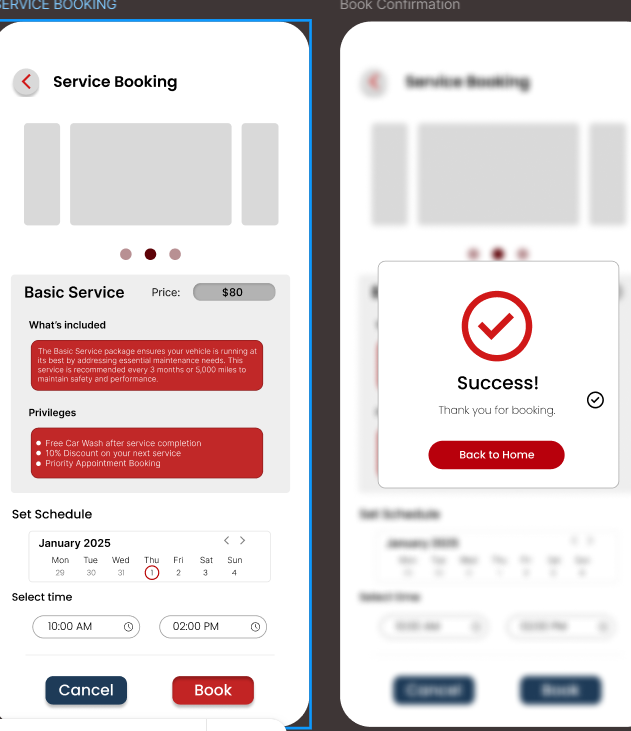 SERVICE BOOKING
Service Booking
Basic Service Price: $80
What's included
The Basic Service package ensures your vehicle is running at
its best by addressing essential maintenance needs. This
service is recommended every 3 months or 5,000 miles to
maintain safety and performance.
Privileges
Free Car Wash after service completion
10% Discount on your next service
Priority Appointment Booking
Set Schedule
January 2025
Mon Tue Wed Thu Fri Sat Sun
29 30 31 1 2 3 4
Select time
10:00 AM 02:00 PM
Cancel Book
Book Confirmation
Service Booking
Success!
Thank you for booking.
Back to Home
Set Schedule
January 2025
Select time
Cancel Book